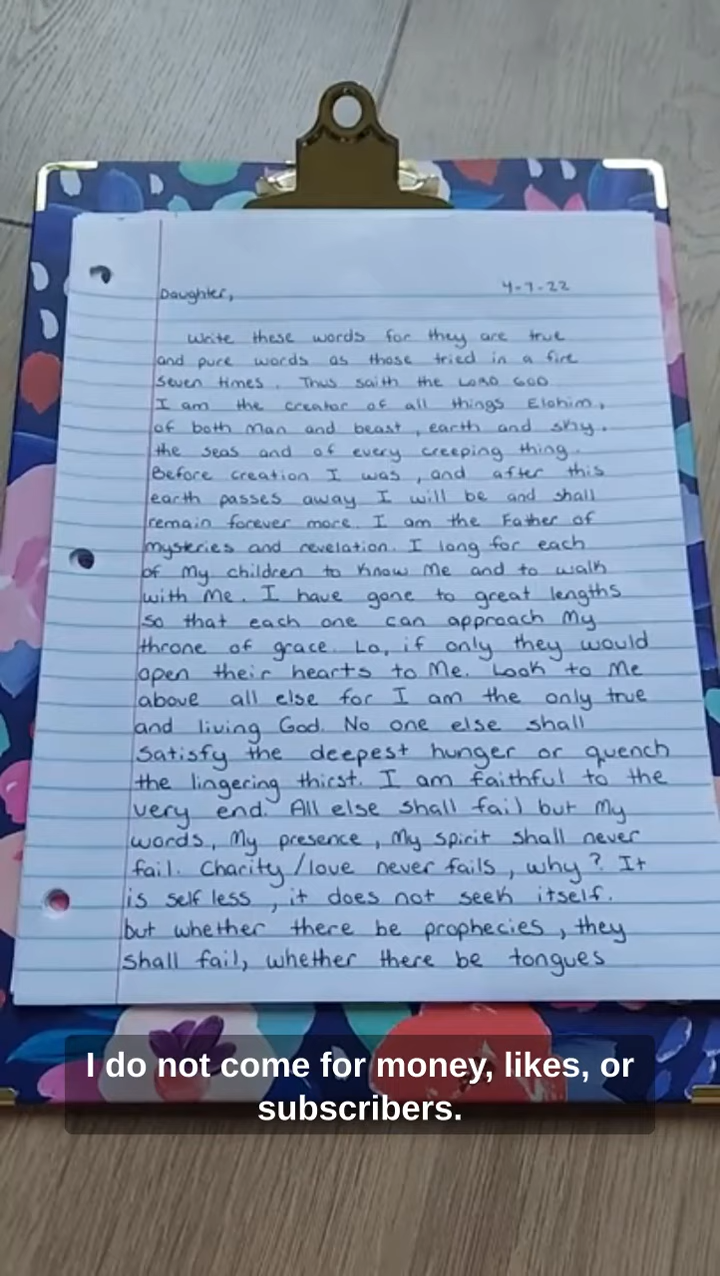 Daughter, 4-7-22
Write these words for they are true
and pure words as those tried in a fire
seven times. Thus saith the LORD GOD
I am the creator of all things Elohim,
of both man and beast, earth and sky.
the seas and of every creeping thing.
Before creation I was, and after this
earth passes away I will be and shall
remain forever more. I am the Father of
mysteries and revelation. I long for each
of My children to know Me and to walk
with Me. I have gone to great lengths
so that each one can approach My
throne of grace. Lo, if only they would
open their hearts to Me. Look to Me
above all else for I am the only true
and living God. No one else shall
satisfy the deepest hunger or quench
the lingering thirst. I am faithful to the
very end. All else shall fail but My
words, My presence, My spirit shall never
fail. Charity/love never fails, why? It
is self less, it does not seek itself.
but whether there be prophecies, they
shall fail, whether there be tongues
I do not come for money, likes, or
subscribers.